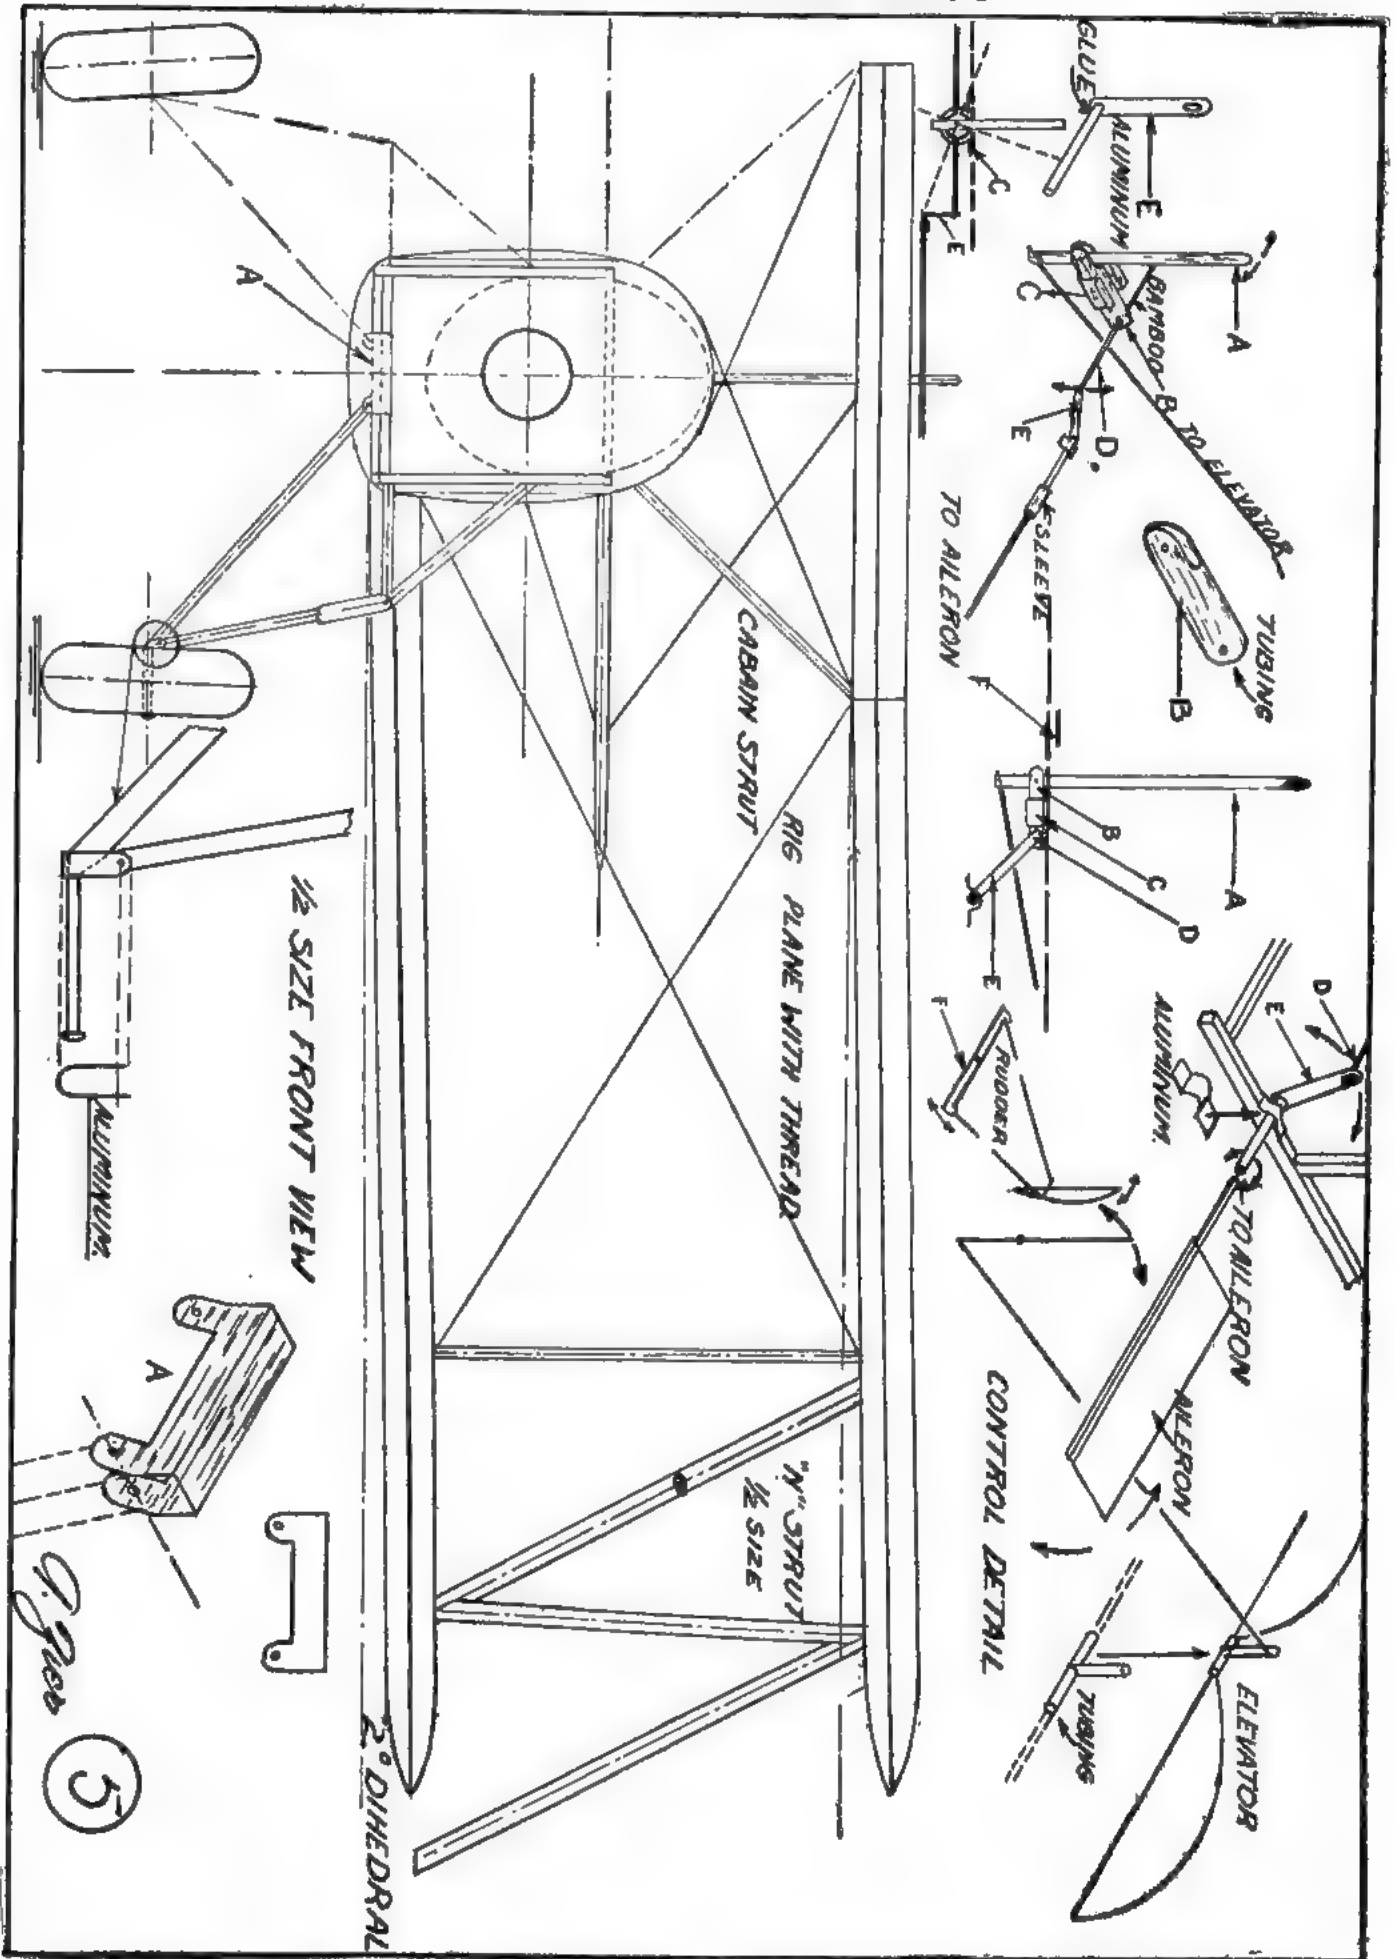 GLUE
ALUMINUM
E
A
BAMBOO
C
B
TO ELEVATOR
D.
E
SLEEVE
TO AILERON
C
E
TUBING
B
F
A
B
C
D
E
F
RUDDER
D
E
ALUMINUM.
TO AILERON
AILERON
CONTROL DETAIL
ELEVATOR
TUBING
CABAIN STRUT
RIG PLANE WITH THREAD
"N" STRUT
1/2 SIZE
A
1/2 SIZE FRONT VIEW
ALUMINUM.
A
2° DIHEDRAL
5